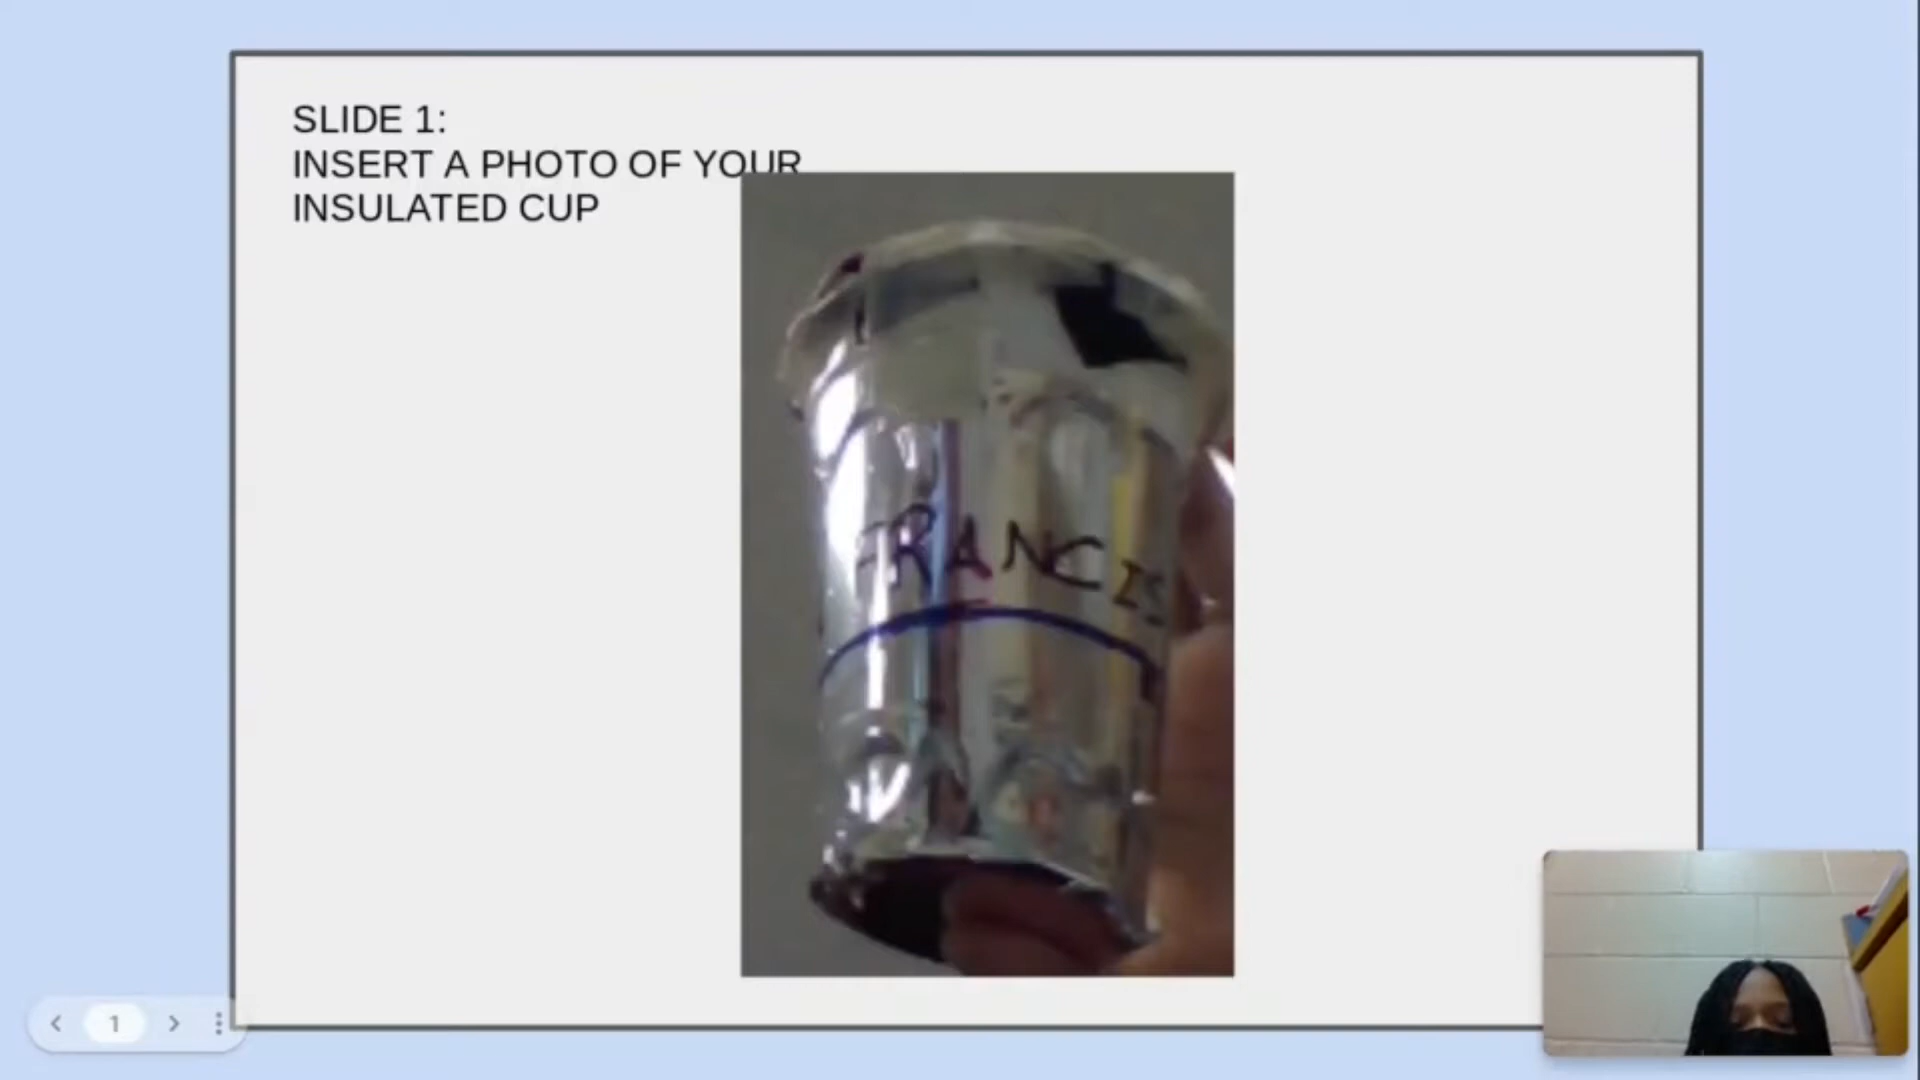 SLIDE 1:
INSERT A PHOTO OF YOUR
INSULATED CUP
FRANCIS
1